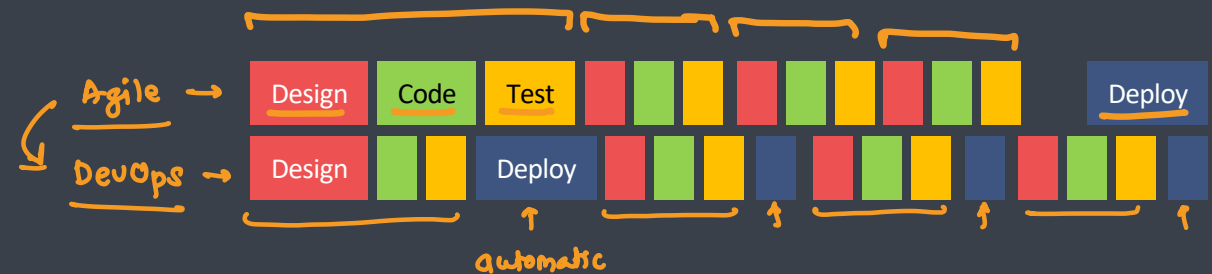 Agile → Design Code Test Deploy
DevOps → Design Deploy
automatic